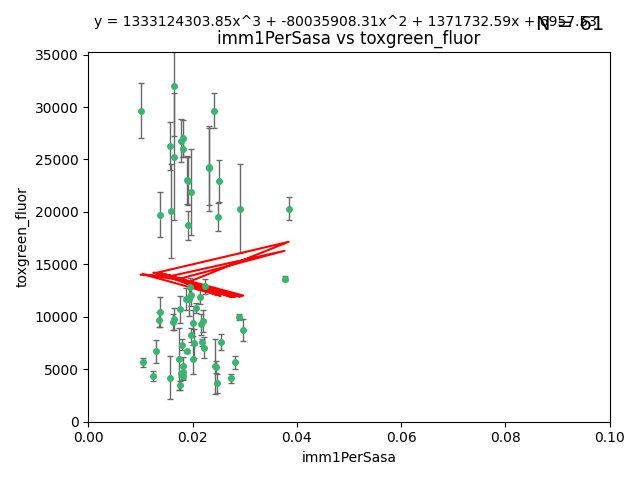 y = 1333124303.85x^3 + -80035908.31x^2 + 1371732.59x +
N = 61
imm1PerSasa vs toxgreen_fluor
35000
30000
25000
20000
15000
10000
5000
0
toxgreen_fluor
0.00 0.02 0.04 0.06 0.08 0.10
imm1PerSasa